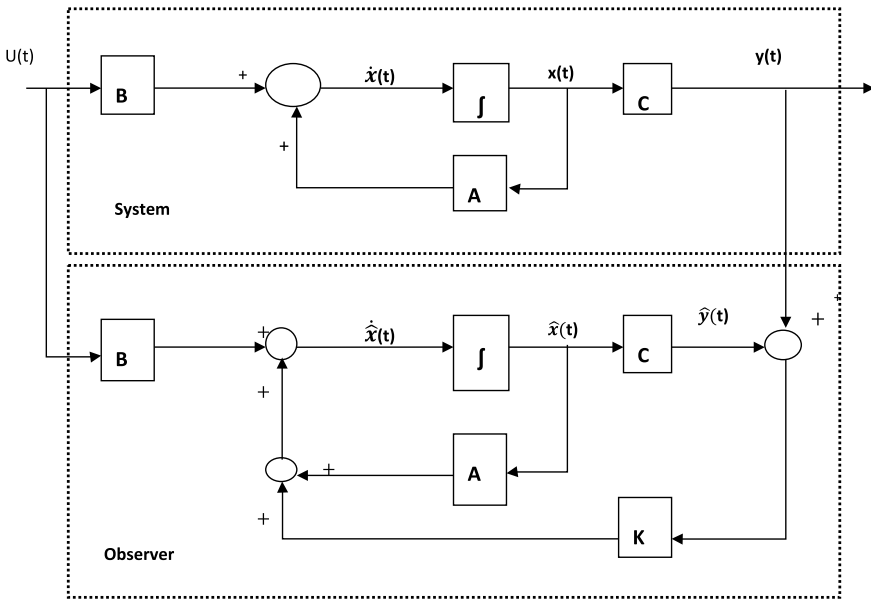 U(t)
B
+
ẋ(t)
∫
x(t)
C
y(t)
+
A
System
B
+
x̂̇(t)
∫
x̂(t)
C
ŷ(t)
+
+
+
+
A
+
K
Observer